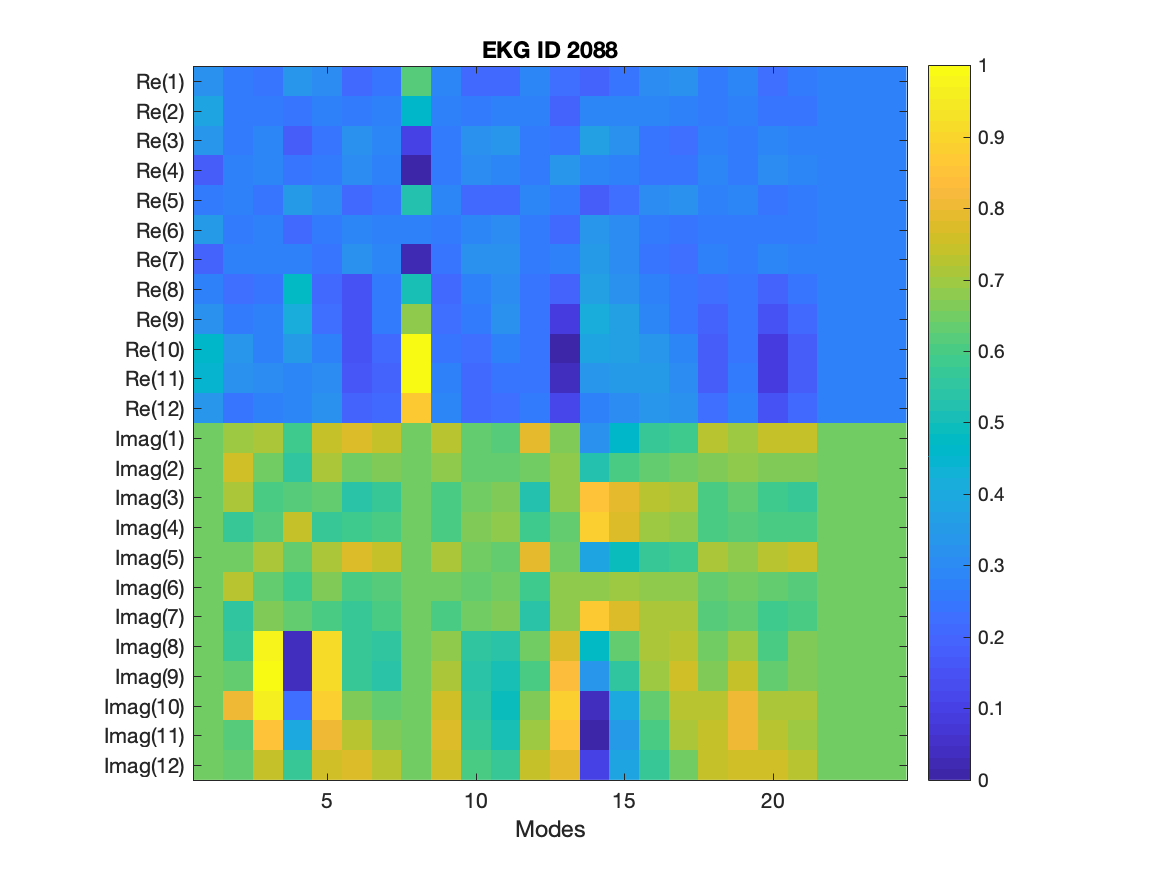 EKG ID 2088
Re(1)
Re(2)
Re(3)
Re(4)
Re(5)
Re(6)
Re(7)
Re(8)
Re(9)
Re(10)
Re(11)
Re(12)
Imag(1)
Imag(2)
Imag(3)
Imag(4)
Imag(5)
Imag(6)
Imag(7)
Imag(8)
Imag(9)
Imag(10)
Imag(11)
Imag(12)
5 10 15 20
Modes
1
0.9
0.8
0.7
0.6
0.5
0.4
0.3
0.2
0.1
0